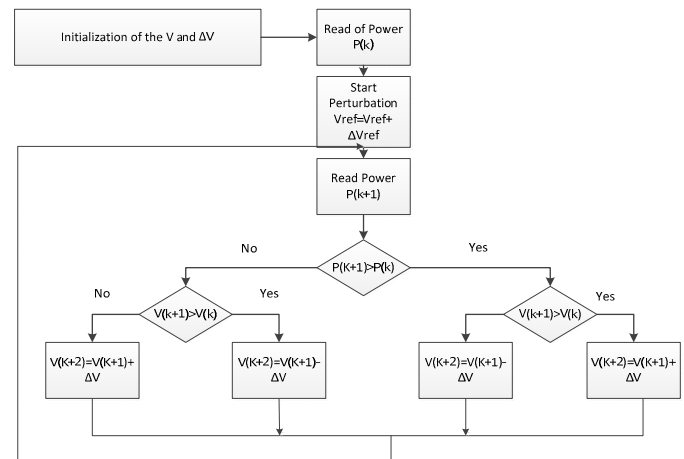 Initialization of the V and ΔV
Read of Power
P(k)
Start
Perturbation
Vref=Vref+
ΔVref
Read Power
P(k+1)
No
P(K+1)>P(k)
Yes
No
V(k+1)>V(k)
Yes
V(k+1)>V(k)
Yes
V(K+2)=V(K+1)+
ΔV
V(K+2)=V(K+1)-
ΔV
V(K+2)=V(K+1)-
ΔV
V(K+2)=V(K+1)+
ΔV